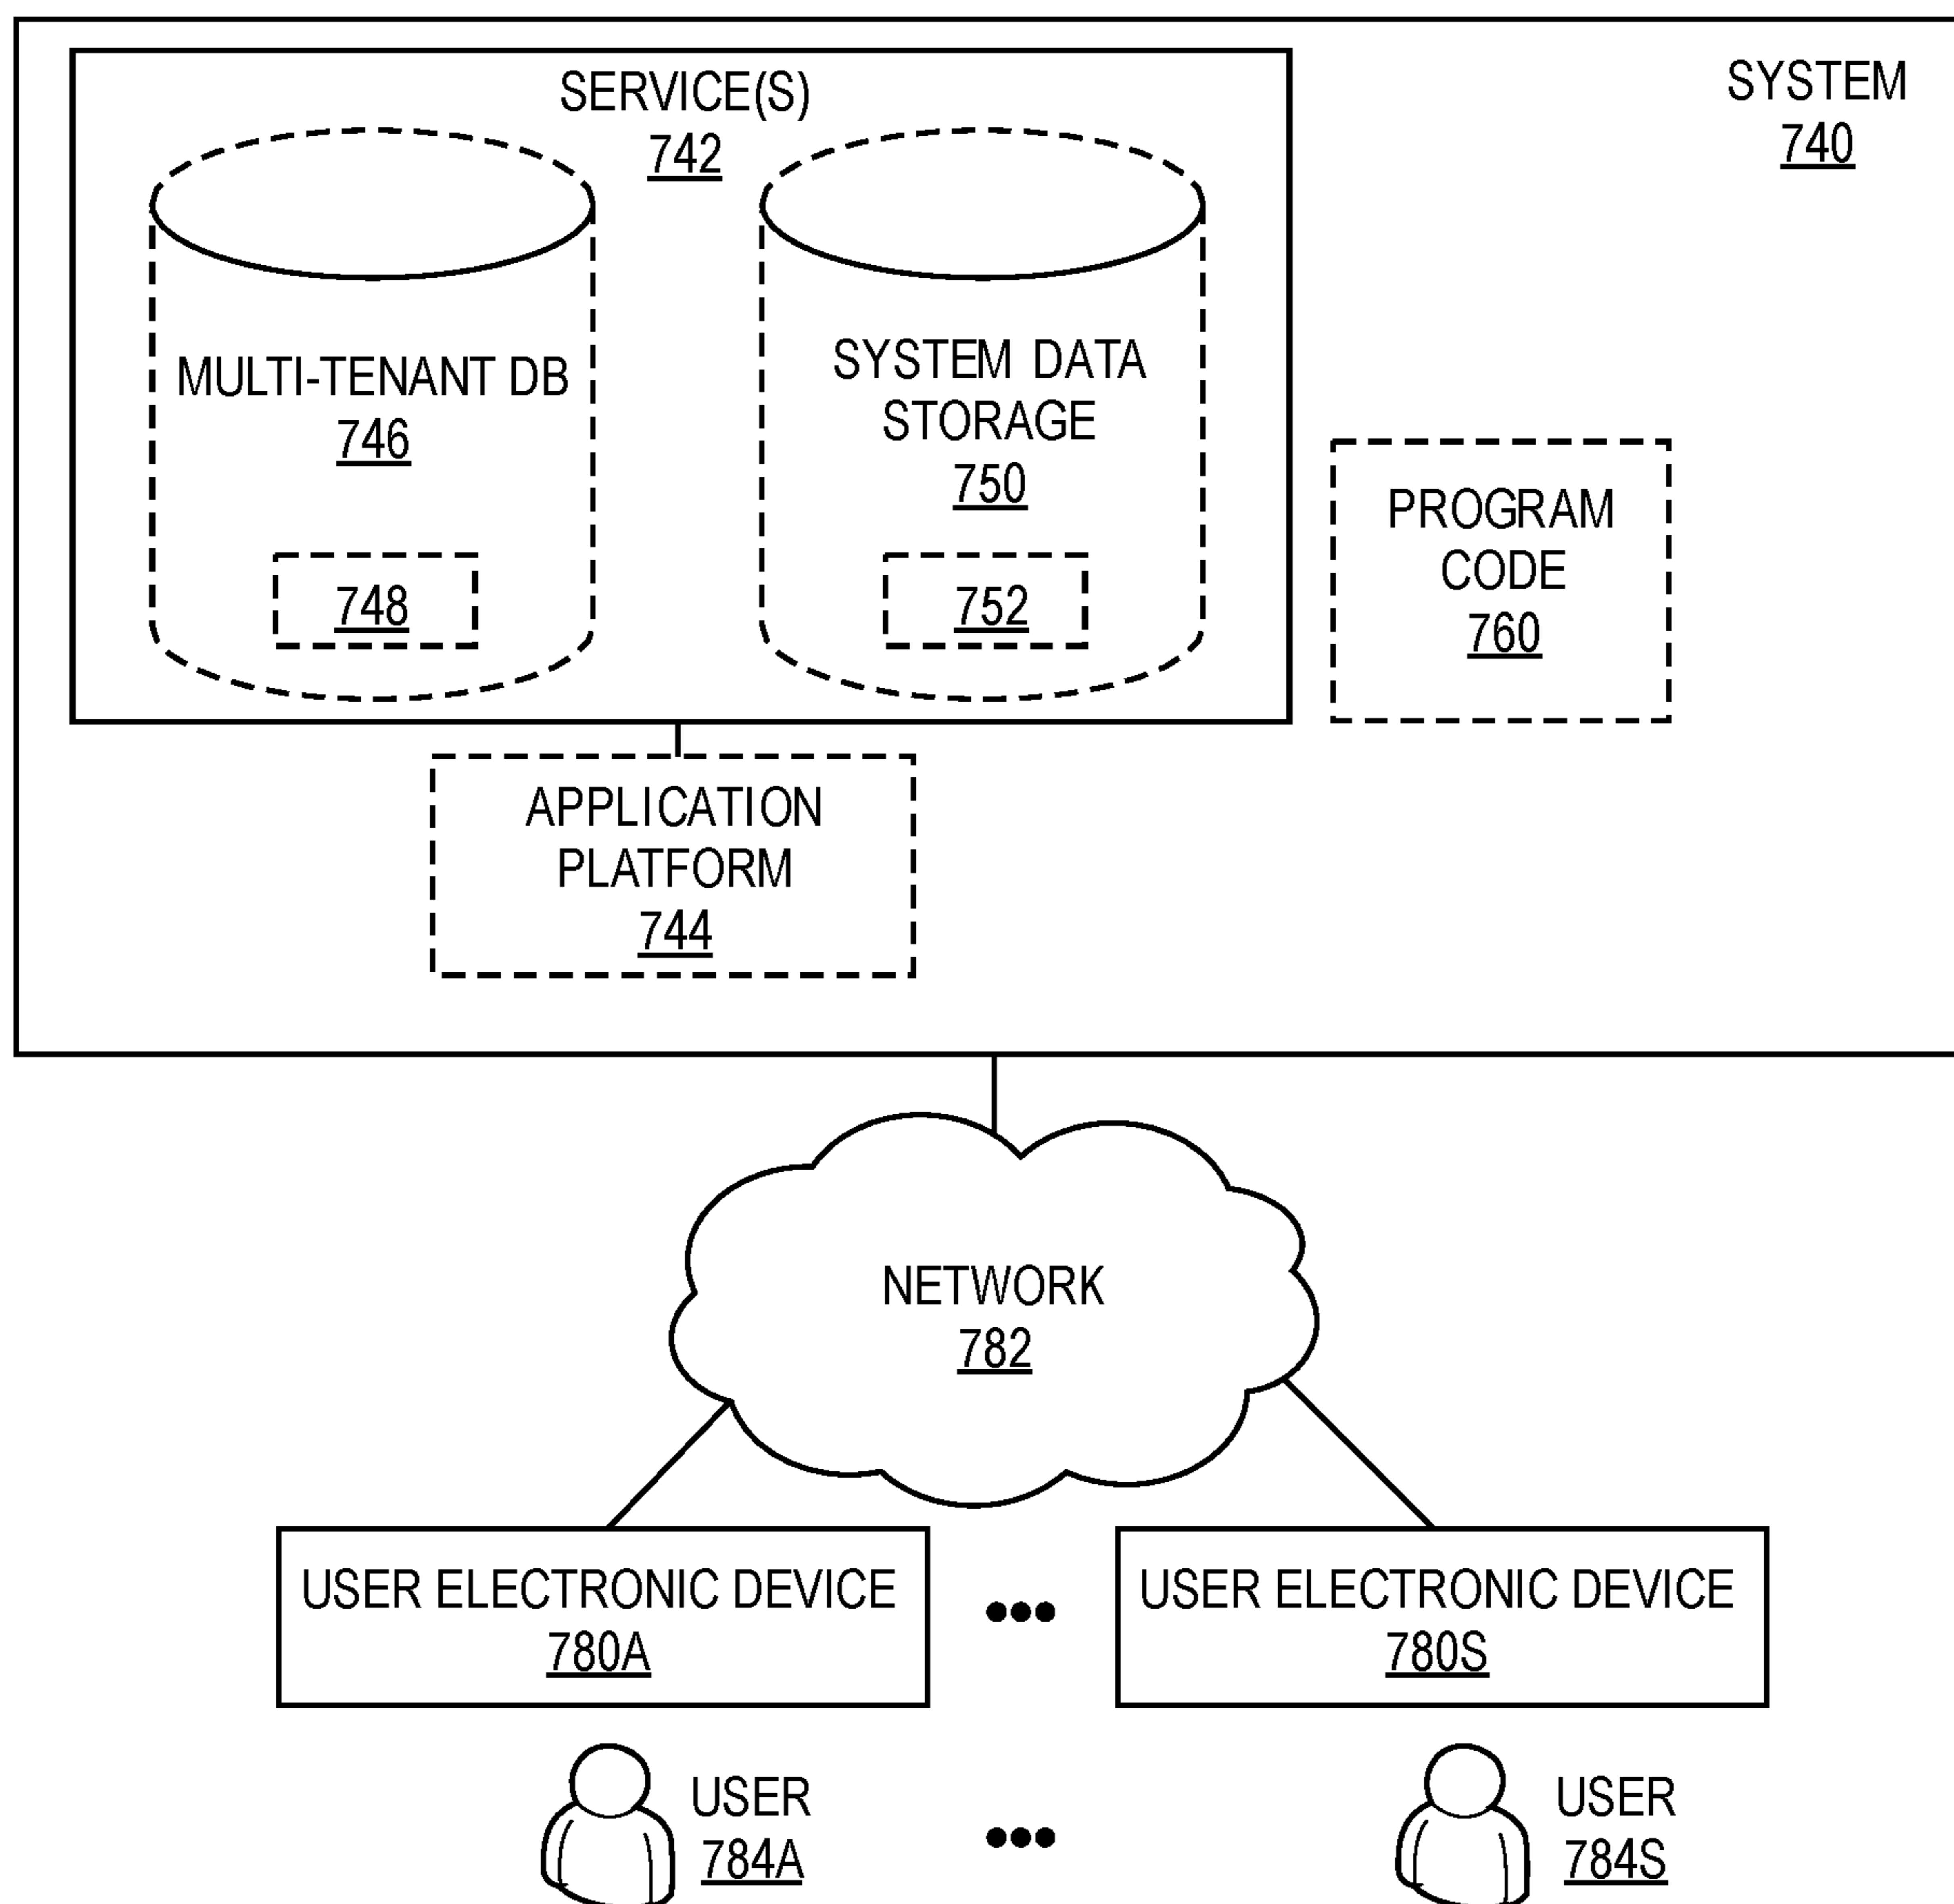 SERVICE(S)
742
SYSTEM
740
MULTI-TENANT DB
746
748
SYSTEM DATA
STORAGE
750
752
PROGRAM
CODE
760
APPLICATION
PLATFORM
744
NETWORK
782
USER ELECTRONIC DEVICE
780A
USER ELECTRONIC DEVICE
780S
USER
784A
USER
784S